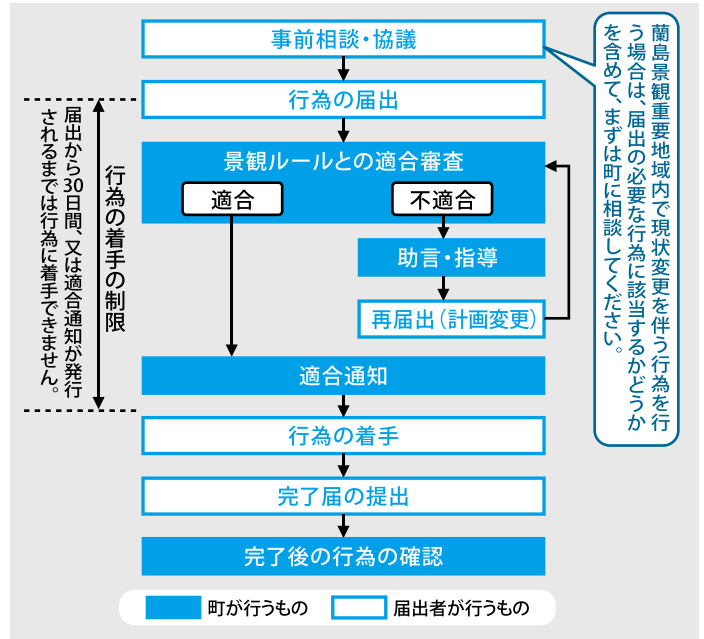 事前相談・協議
行為の届出
景観ルールとの適合審査
適合
不適合
助言・指導
再届出(計画変更)
適合通知
行為の着手
完了届の提出
完了後の行為の確認
行為の着手の制限
届出から30日間、又は適合通知が発行
されるまでは行為に着手できません。
蘭島景観重要地域内で現状変更を伴う行為を行
う場合は、届出の必要な行為に該当するかどうか
を含めて、まずは町に相談してください。
町が行うもの
届出者が行うもの